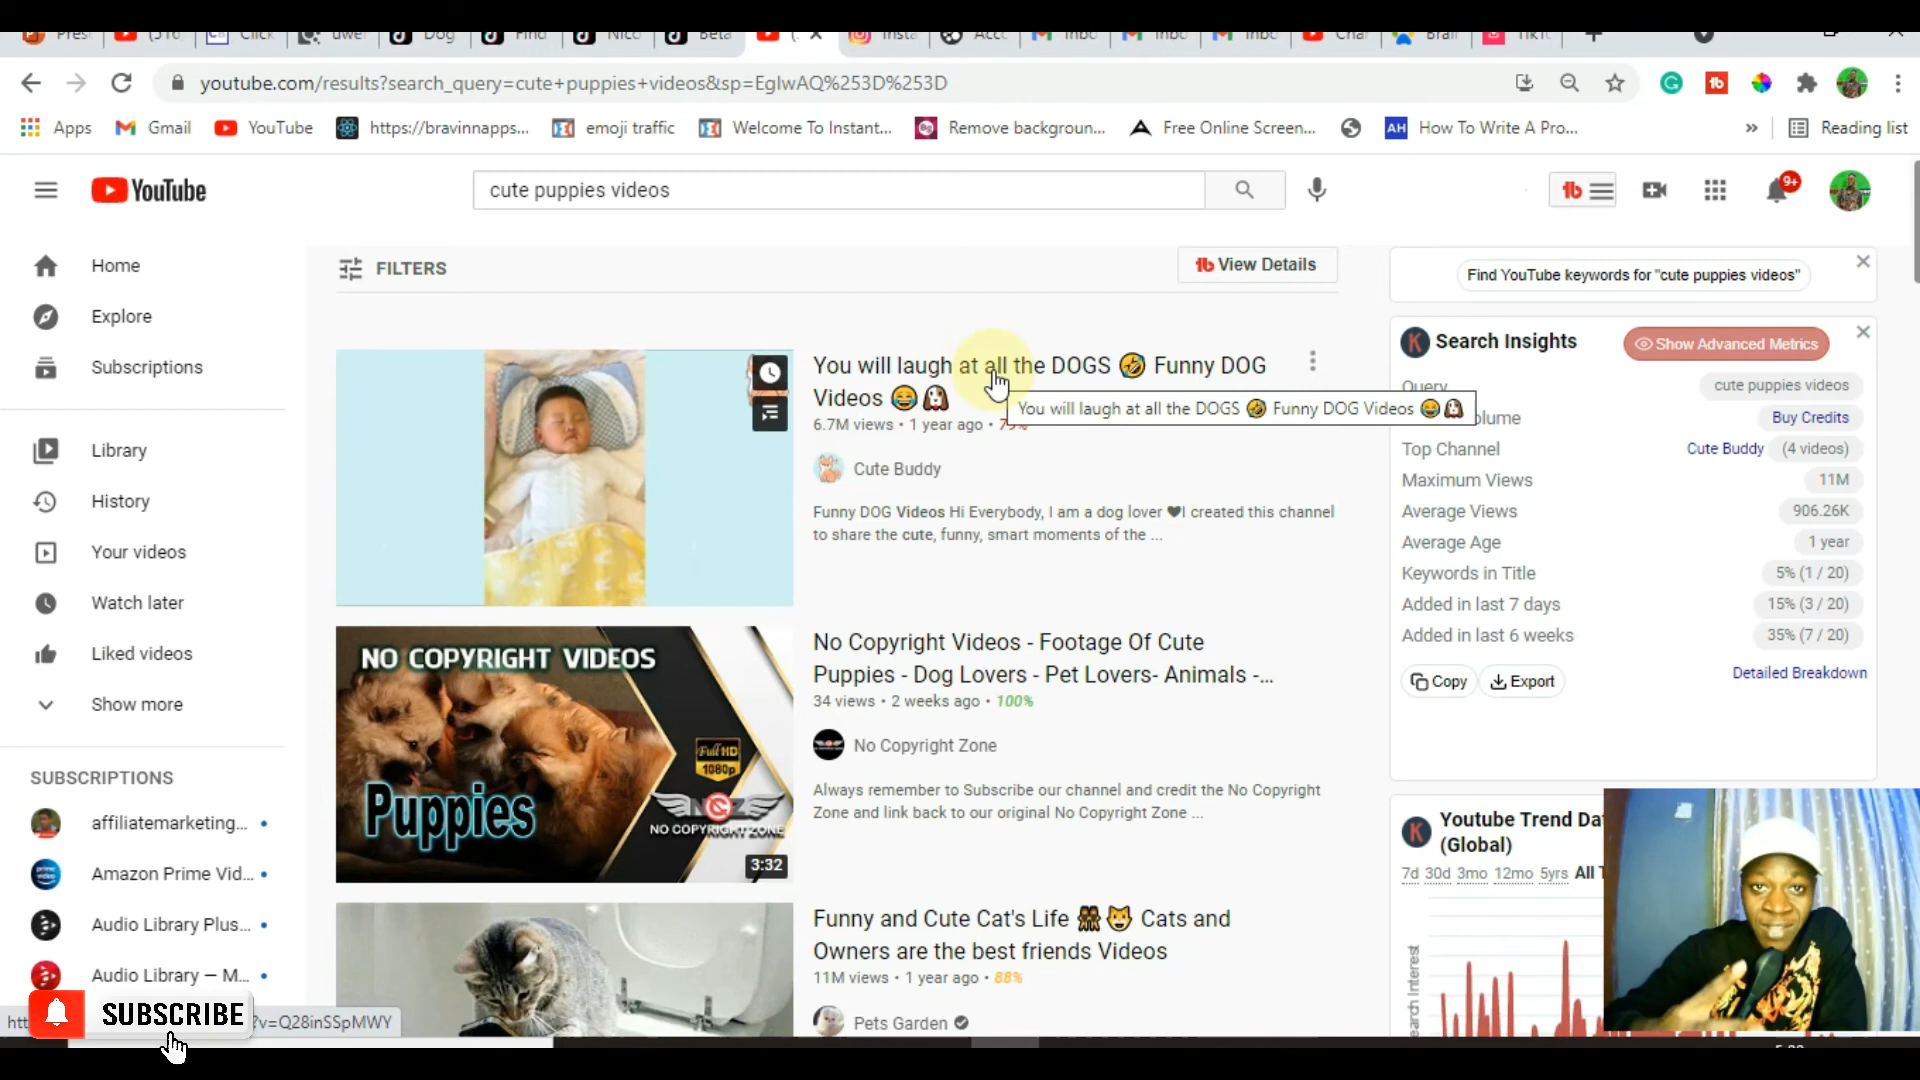 Click
Dog
Find
Beta
youtube.com/results?search_query=cute+puppies+videos&sp=EgIwAQ%253D%253D
Apps
Gmail
YouTube
https://bravinnapps...
emoji traffic
Welcome To Instant...
Remove backgroun...
Free Online Screen...
AH
How To Write A Pro...
»
Reading list
YouTube
cute puppies videos
9+
Home
Explore
Subscriptions
Library
History
Your videos
Watch later
Liked videos
Show more
SUBSCRIPTIONS
affiliatemarketing...
Amazon Prime Vid...
Audio Library Plus...
Audio Library — M...
SUBSCRIBE
?v=Q28inSSpMWY
FILTERS
View Details
You will laugh at all the DOGS 🤣 Funny DOG
Videos 😂🐶
You will laugh at all the DOGS 🤣 Funny DOG Videos 😂🐶
6.7M views • 1 year ago •
Cute Buddy
Funny DOG Videos Hi Everybody, I am a dog lover ❤I created this channel
to share the cute, funny, smart moments of the ...
NO COPYRIGHT VIDEOS
Full HD
1080p
Puppies
NO COPYRIGHT ZONE
3:32
No Copyright Videos - Footage Of Cute
Puppies - Dog Lovers - Pet Lovers- Animals -...
34 views • 2 weeks ago • 100%
No Copyright Zone
Always remember to Subscribe our channel and credit the No Copyright
Zone and link back to our original No Copyright Zone ...
Funny and Cute Cat's Life 👭😺 Cats and
Owners are the best friends Videos
11M views • 1 year ago • 88%
Pets Garden
Find YouTube keywords for "cute puppies videos"
K
Search Insights
Show Advanced Metrics
Query
cute puppies videos
Buy Credits
Top Channel
Cute Buddy
(4 videos)
Maximum Views
11M
Average Views
906.26K
Average Age
1 year
Keywords in Title
5% (1 / 20)
Added in last 7 days
15% (3 / 20)
Added in last 6 weeks
35% (7 / 20)
Copy
Export
Detailed Breakdown
K
Youtube Trend Da
(Global)
7d 30d 3mo 12mo 5yrs All